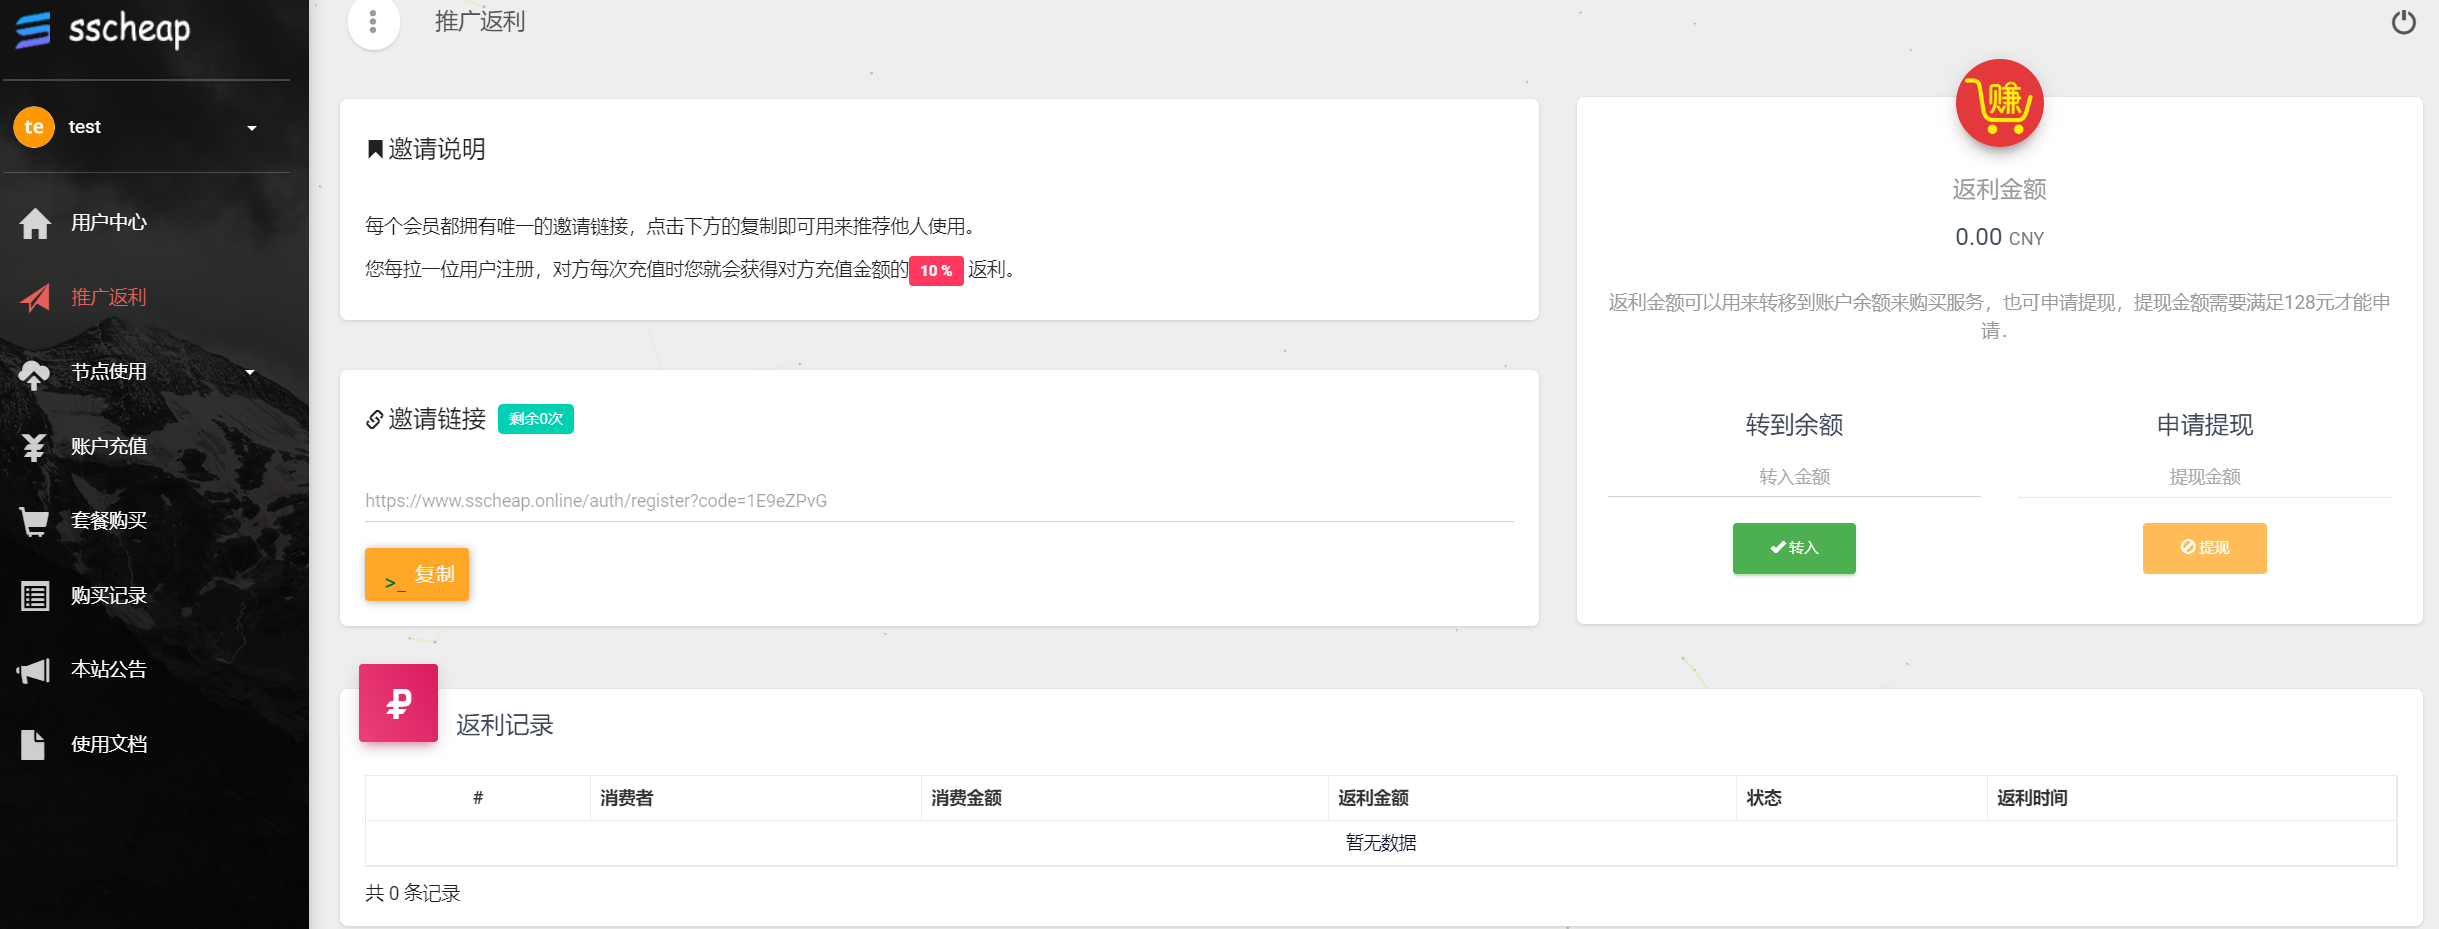 sscheap
te test
用户中心
推广返利
节点使用
账户充值
套餐购买
购买记录
本站公告
使用文档
推广返利
邀请说明
每个会员都拥有唯一的邀请链接，点击下方的复制即可用来推荐他人使用。
您每拉一位用户注册，对方每次充值时您就会获得对方充值金额的 10 % 返利。
邀请链接 剩余0次
https://www.sscheap.online/auth/register?code=1E9eZPvG
>_ 复制
赚
返利金额
0.00 CNY
返利金额可以用来转移到账户余额来购买服务，也可申请提现，提现金额需要满足128元才能申
请．
转到余额
转入金额
转入
申请提现
提现金额
提现
返利记录
# 消费者 消费金额 返利金额 状态 返利时间
暂无数据
共 0 条记录